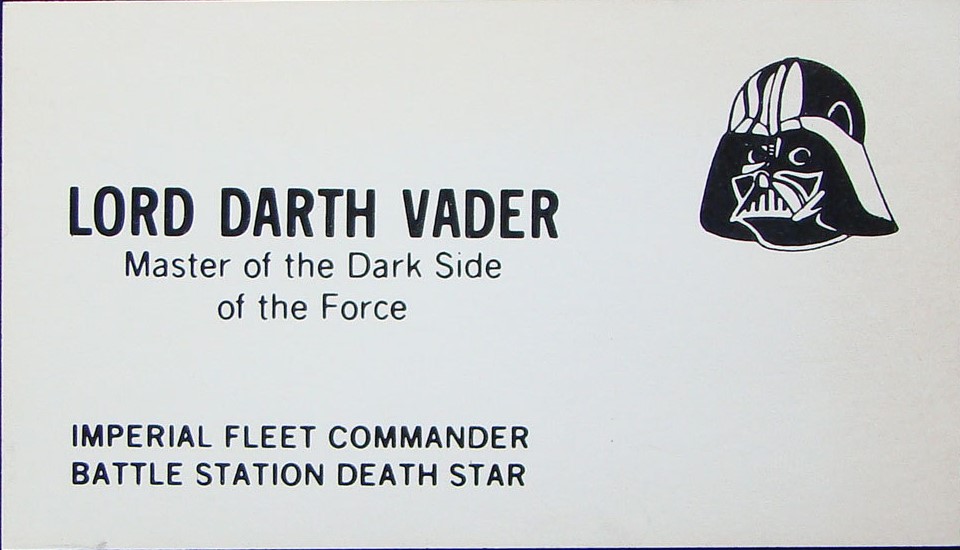 LORD DARTH VADER
Master of the Dark Side
of the Force
IMPERIAL FLEET COMMANDER
BATTLE STATION DEATH STAR